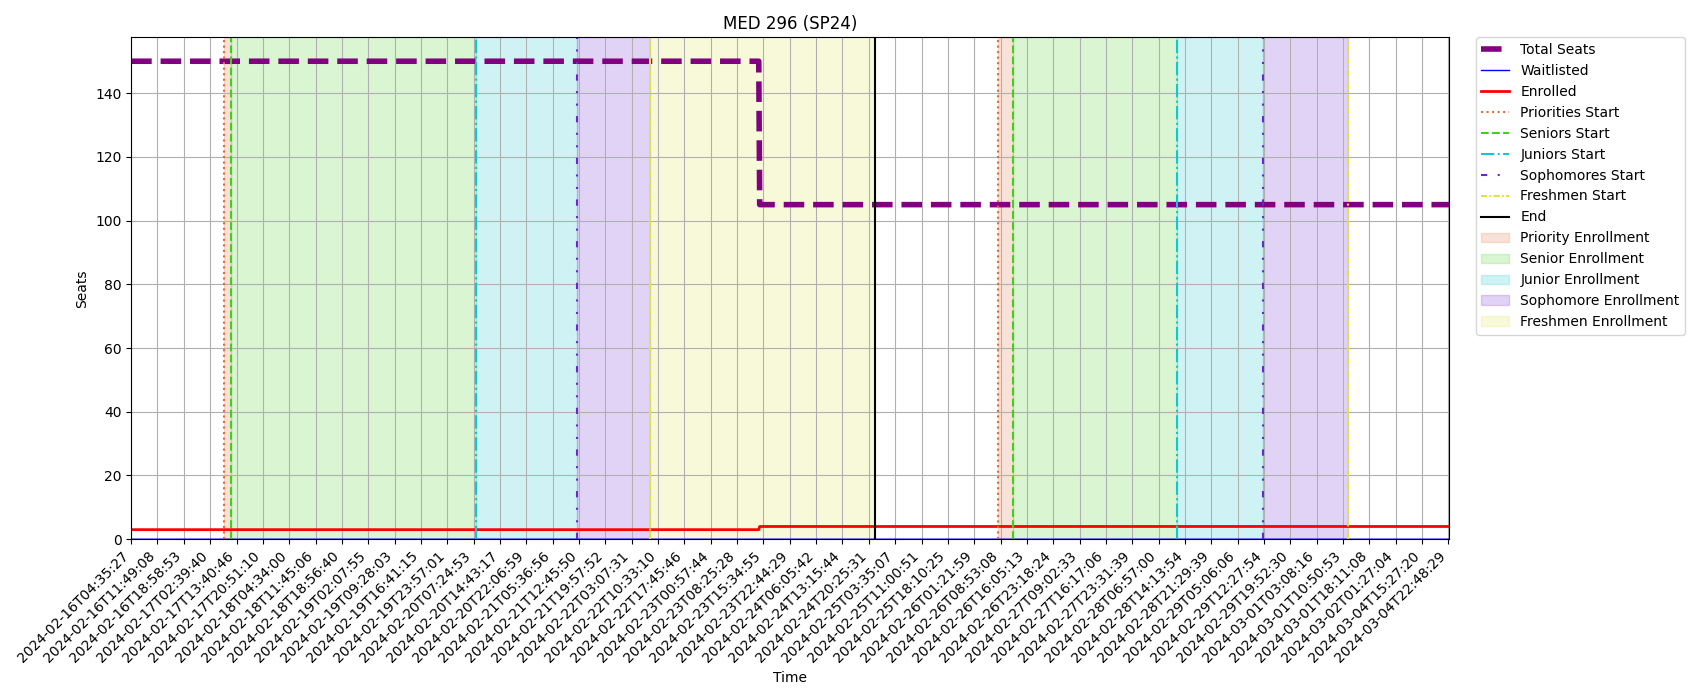 MED 296 (SP24)
Seats
140
120
100
80
60
40
20
0
2024-02-16T04:35:27
2024-02-16T11:49:08
2024-02-16T18:58:53
2024-02-17T02:39:40
2024-02-17T13:40:46
2024-02-17T20:51:10
2024-02-18T04:34:00
2024-02-18T11:45:06
2024-02-18T18:56:40
2024-02-19T02:07:55
2024-02-19T09:28:03
2024-02-19T16:41:15
2024-02-19T23:57:01
2024-02-20T07:24:53
2024-02-20T14:43:17
2024-02-20T22:06:59
2024-02-21T05:36:56
2024-02-21T12:45:50
2024-02-21T19:57:52
2024-02-22T03:07:31
2024-02-22T10:33:10
2024-02-22T17:45:46
2024-02-23T00:57:44
2024-02-23T08:25:28
2024-02-23T15:34:55
2024-02-23T22:44:29
2024-02-24T06:05:42
2024-02-24T13:15:44
2024-02-24T20:25:31
2024-02-25T03:35:07
2024-02-25T11:00:51
2024-02-25T18:10:25
2024-02-26T01:21:59
2024-02-26T08:53:08
2024-02-26T16:05:13
2024-02-26T23:18:24
2024-02-27T09:02:33
2024-02-27T16:17:06
2024-02-27T23:31:39
2024-02-28T06:57:00
2024-02-28T14:13:54
2024-02-28T21:29:39
2024-02-29T05:06:06
2024-02-29T12:27:54
2024-02-29T19:52:30
2024-03-01T03:08:16
2024-03-01T10:50:53
2024-03-01T18:11:08
2024-03-02T01:27:04
2024-03-04T15:27:20
2024-03-04T22:48:29
Time
Total Seats
Waitlisted
Enrolled
Priorities Start
Seniors Start
Juniors Start
Sophomores Start
Freshmen Start
End
Priority Enrollment
Senior Enrollment
Junior Enrollment
Sophomore Enrollment
Freshmen Enrollment